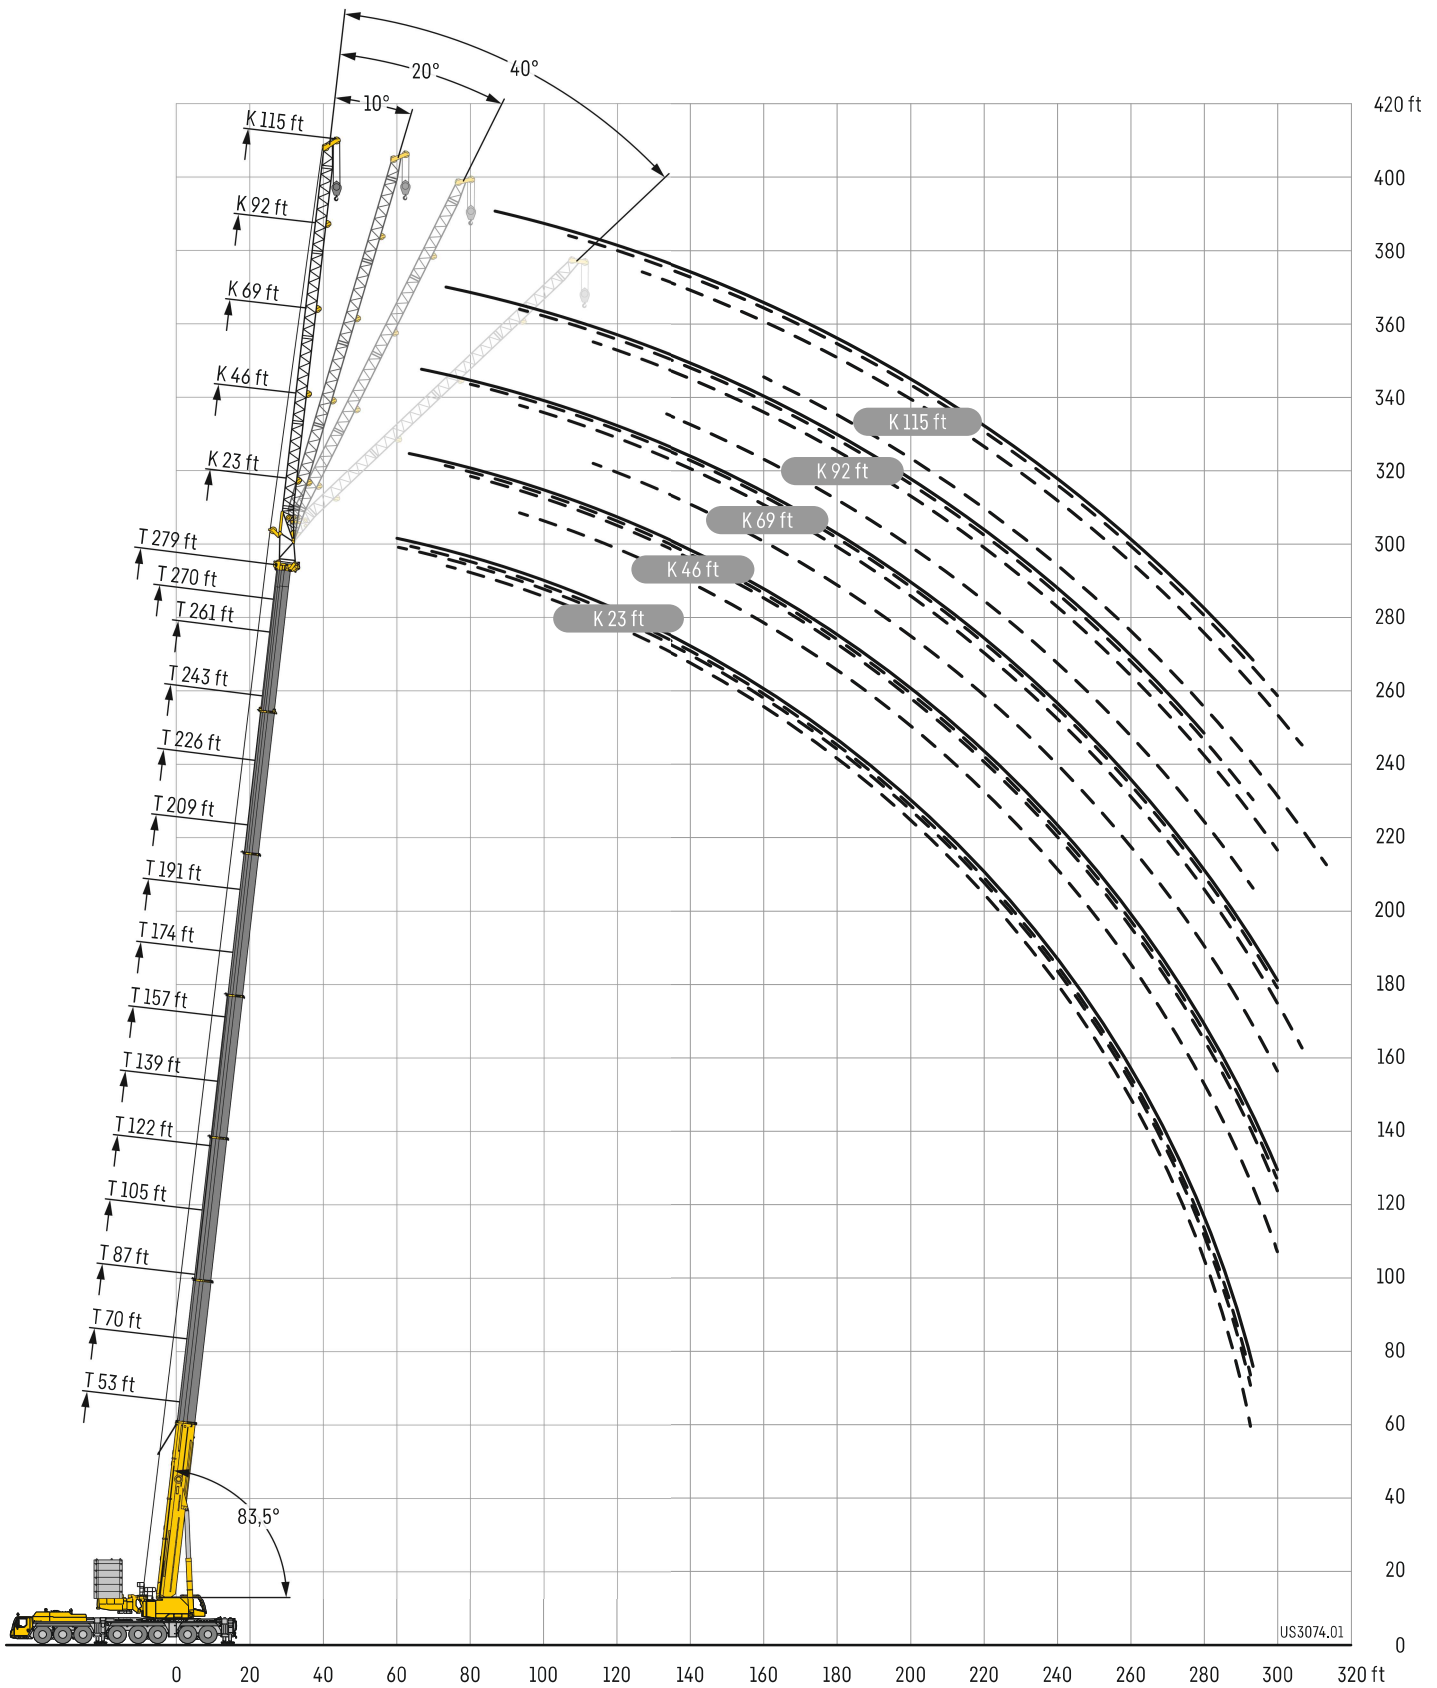 40°
20°
10°
420 ft
K 115 ft
400
K 92 ft
380
K 69 ft
360
K 46 ft
340
K 115 ft
K 23 ft
K 92 ft
320
K 69 ft
T 279 ft
300
K 46 ft
T 270 ft
T 261 ft
K 23 ft
280
T 243 ft
260
T 226 ft
240
T 209 ft
220
T 191 ft
200
T 174 ft
180
T 157 ft
160
T 139 ft
140
T 122 ft
120
T 105 ft
T 87 ft
100
T 70 ft
80
T 53 ft
60
83,5°
40
20
US3074.01
0
0 20 40 60 80 100 120 140 160 180 200 220 240 260 280 300 320 ft